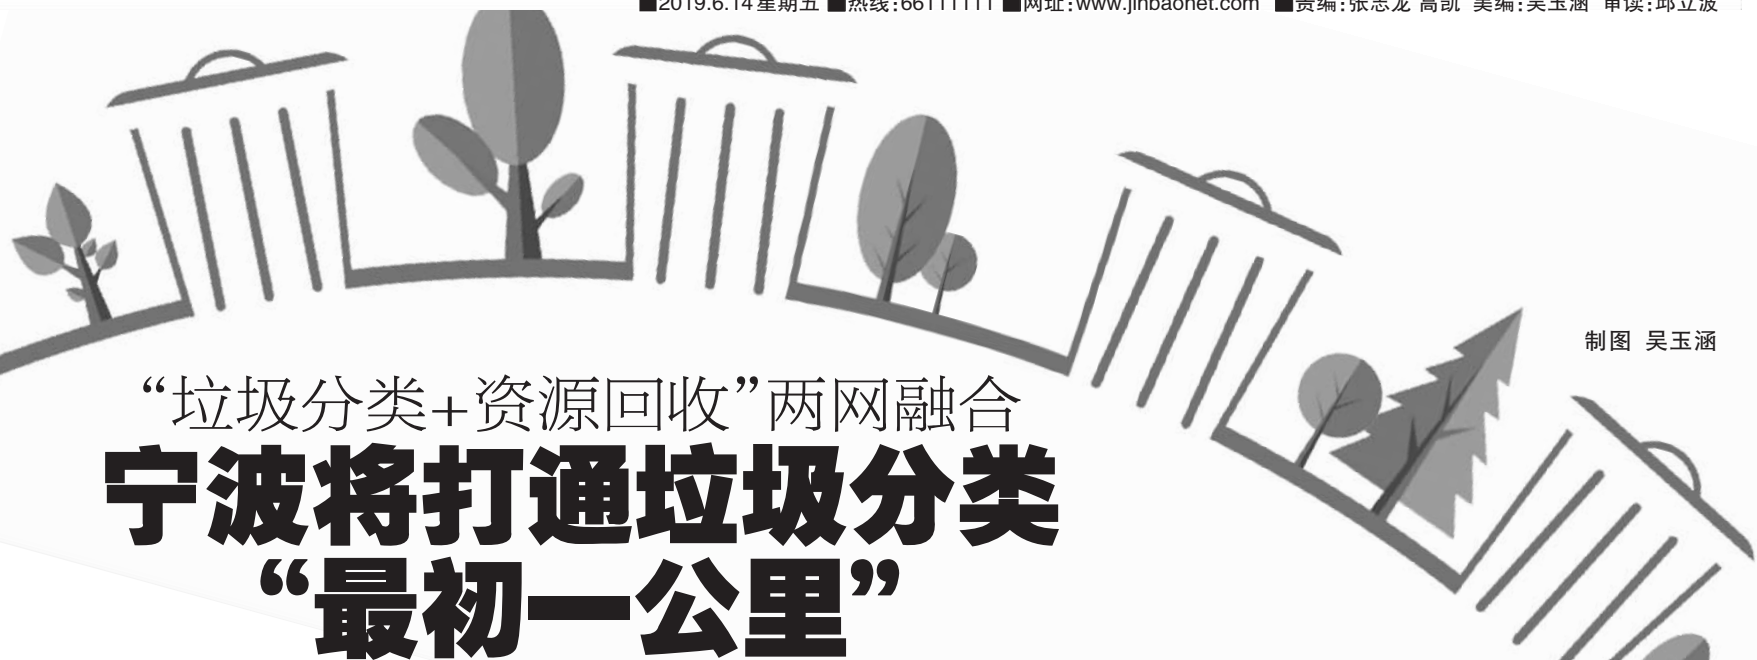 ■2019.6.14星期五 ■热线:66111111 ■网址:www.jinbaonet.com ■责编:张志龙 高凯 美编:吴玉涵 审读:邱立波
制图 吴玉涵
“垃圾分类+资源回收”两网融合
宁波将打通垃圾分类
“最初一公里”